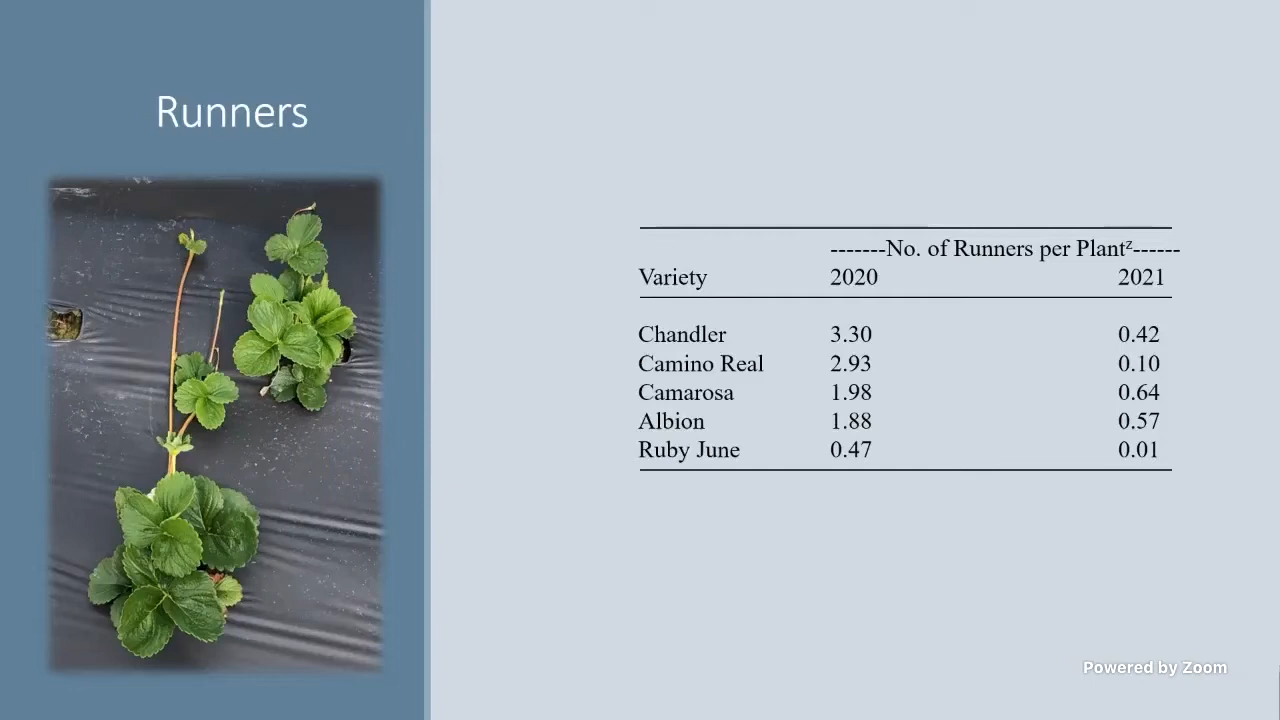 Runners
-------No. of Runners per Plantᶻ------
Variety 2020 2021
Chandler 3.30 0.42
Camino Real 2.93 0.10
Camarosa 1.98 0.64
Albion 1.88 0.57
Ruby June 0.47 0.01
Powered by Zoom